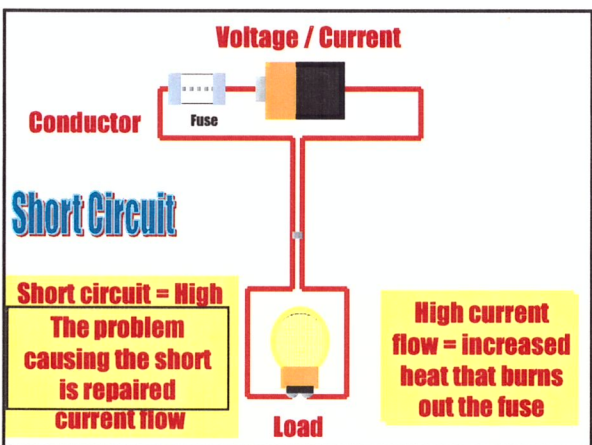 Voltage / Current
Fuse
Conductor
Short Circuit
Short circuit = High
The problem
causing the short
is repaired
current flow
High current
flow = increased
heat that burns
out the fuse
Load